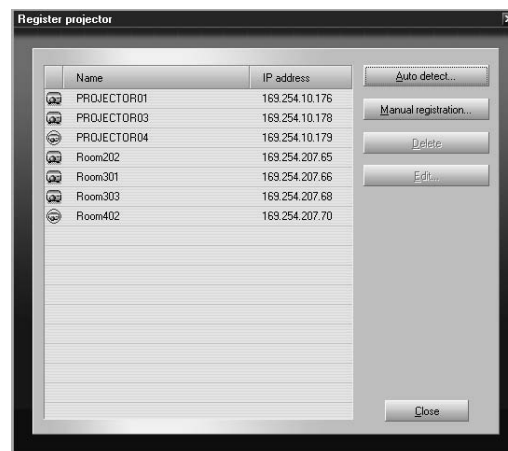 Register projector
Name IP address
PROJECTOR01 169.254.10.176
PROJECTOR03 169.254.10.178
PROJECTOR04 169.254.10.179
Room202 169.254.207.65
Room301 169.254.207.66
Room303 169.254.207.68
Room402 169.254.207.70
Auto detect...
Manual registration...
Delete
Edit...
Close